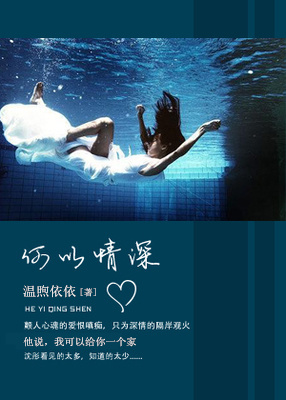 何以情深
温煦依依[著]
HE YI QING SHEN
颠人心魂的爱恨嗔痴，只为深情的隔岸观火
他说，我可以给你一个家
沈彤看见的太多，知道的太少......